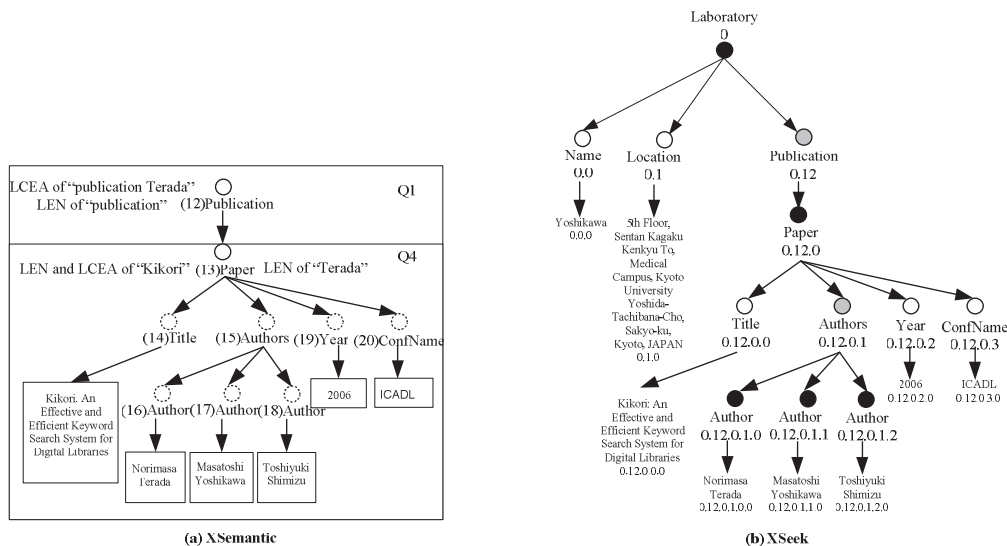 LCEA of "publication Terada"
Q1
LEN of "publication"
(12)Publication
LEN and LCEA of "Kikori"
(13)Paper
LEN of "Terada"
Q4
(14)Title
(15)Authors
(19)Year
(20)ConfName
Kikori: An
Effective and
Efficient Keyword
Search System for
Digital Libraries
(16)Author
(17)Author
(18)Author
2006
ICADL
Norimasa
Terada
Masatoshi
Yoshikawa
Toshiyuki
Shimizu
(a) XSemantic
Laboratory
0
Name
0.0
Location
0.1
Publication
0.12
Yoshikawa
0.0.0
5th Floor,
Sentan Kagaku
Kenkyu To,
Medical
Campus, Kyoto
University
Yoshida-
Tachibana-Cho,
Sakyo-ku,
Kyoto, JAPAN
0.1.0
Paper
0.12.0
Title
0.12.0.0
Authors
0.12.0.1
Year
0.12.0.2
ConfName
0.12.0.3
Kikori: An
Effective and
Efficient Keyword
Search System for
Digital Libraries
0.12.0.0.0
2006
0.12.0.2.0
ICADL
0.12.0.3.0
Author
0.12.0.1.0
Author
0.12.0.1.1
Author
0.12.0.1.2
Norimasa
Terada
0.12.0.1.0.0
Masatoshi
Yoshikawa
0.12.0.1.1.0
Toshiyuki
Shimizu
0.12.0.1.2.0
(b) XSeek